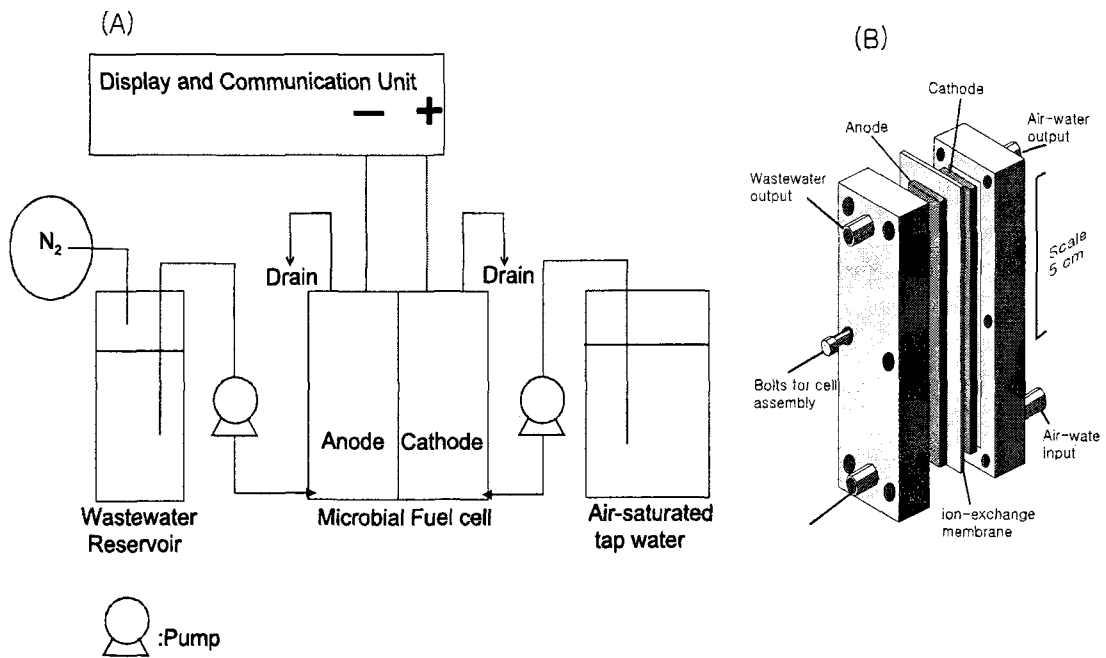 (A)
Display and Communication Unit
− +
N2
Drain
Drain
Anode
Cathode
Wastewater
Reservoir
Microbial Fuel cell
Air-saturated
tap water
:Pump
(B)
Cathode
Anode
Air-water
output
Wastewater
output
Scale
5 cm
Bolts for cell
assembly
Air-wate
input
ion-exchange
membrane